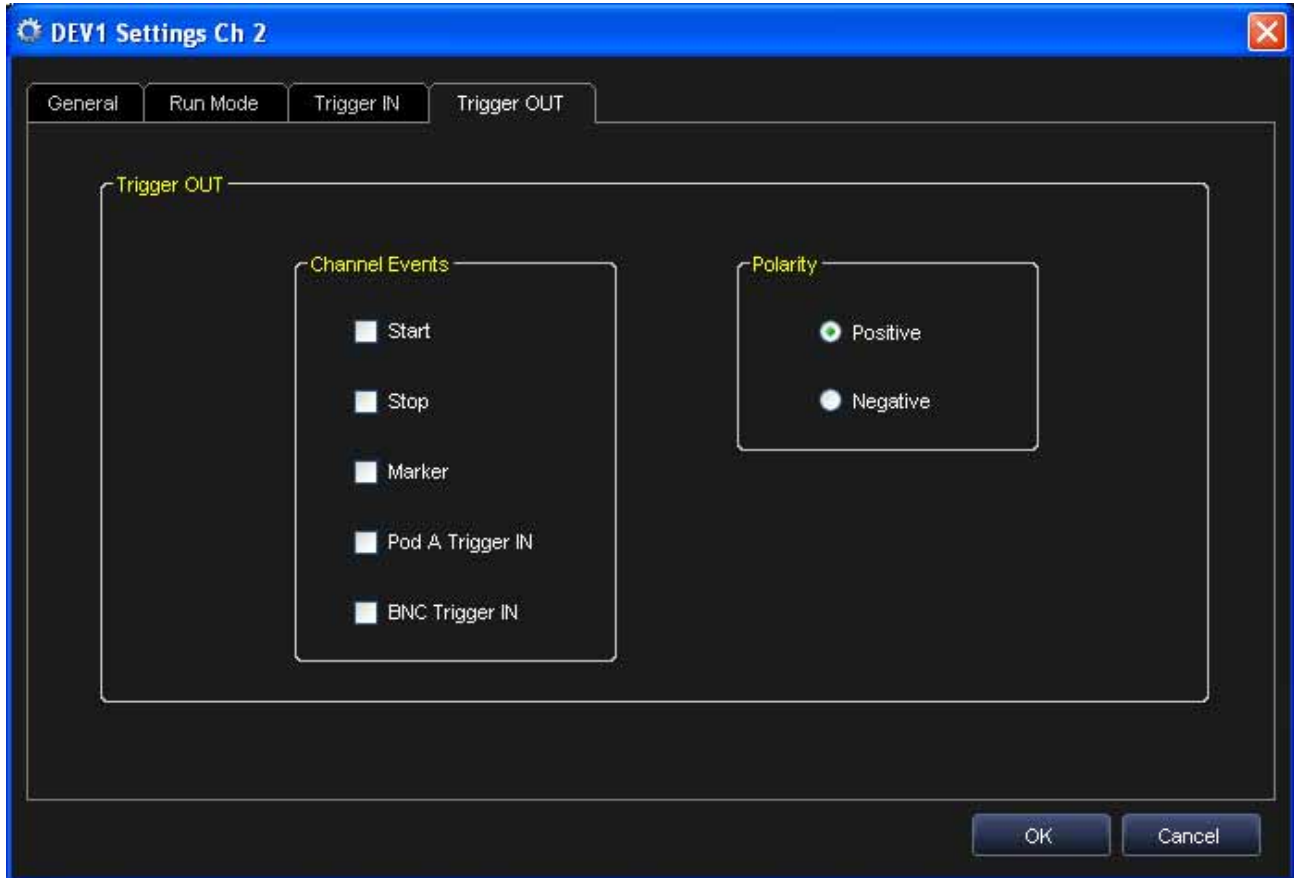 DEV1 Settings Ch 2
General Run Mode Trigger IN Trigger OUT
Trigger OUT
Channel Events
Start
Stop
Marker
Pod A Trigger IN
BNC Trigger IN
Polarity
Positive
Negative
OK Cancel